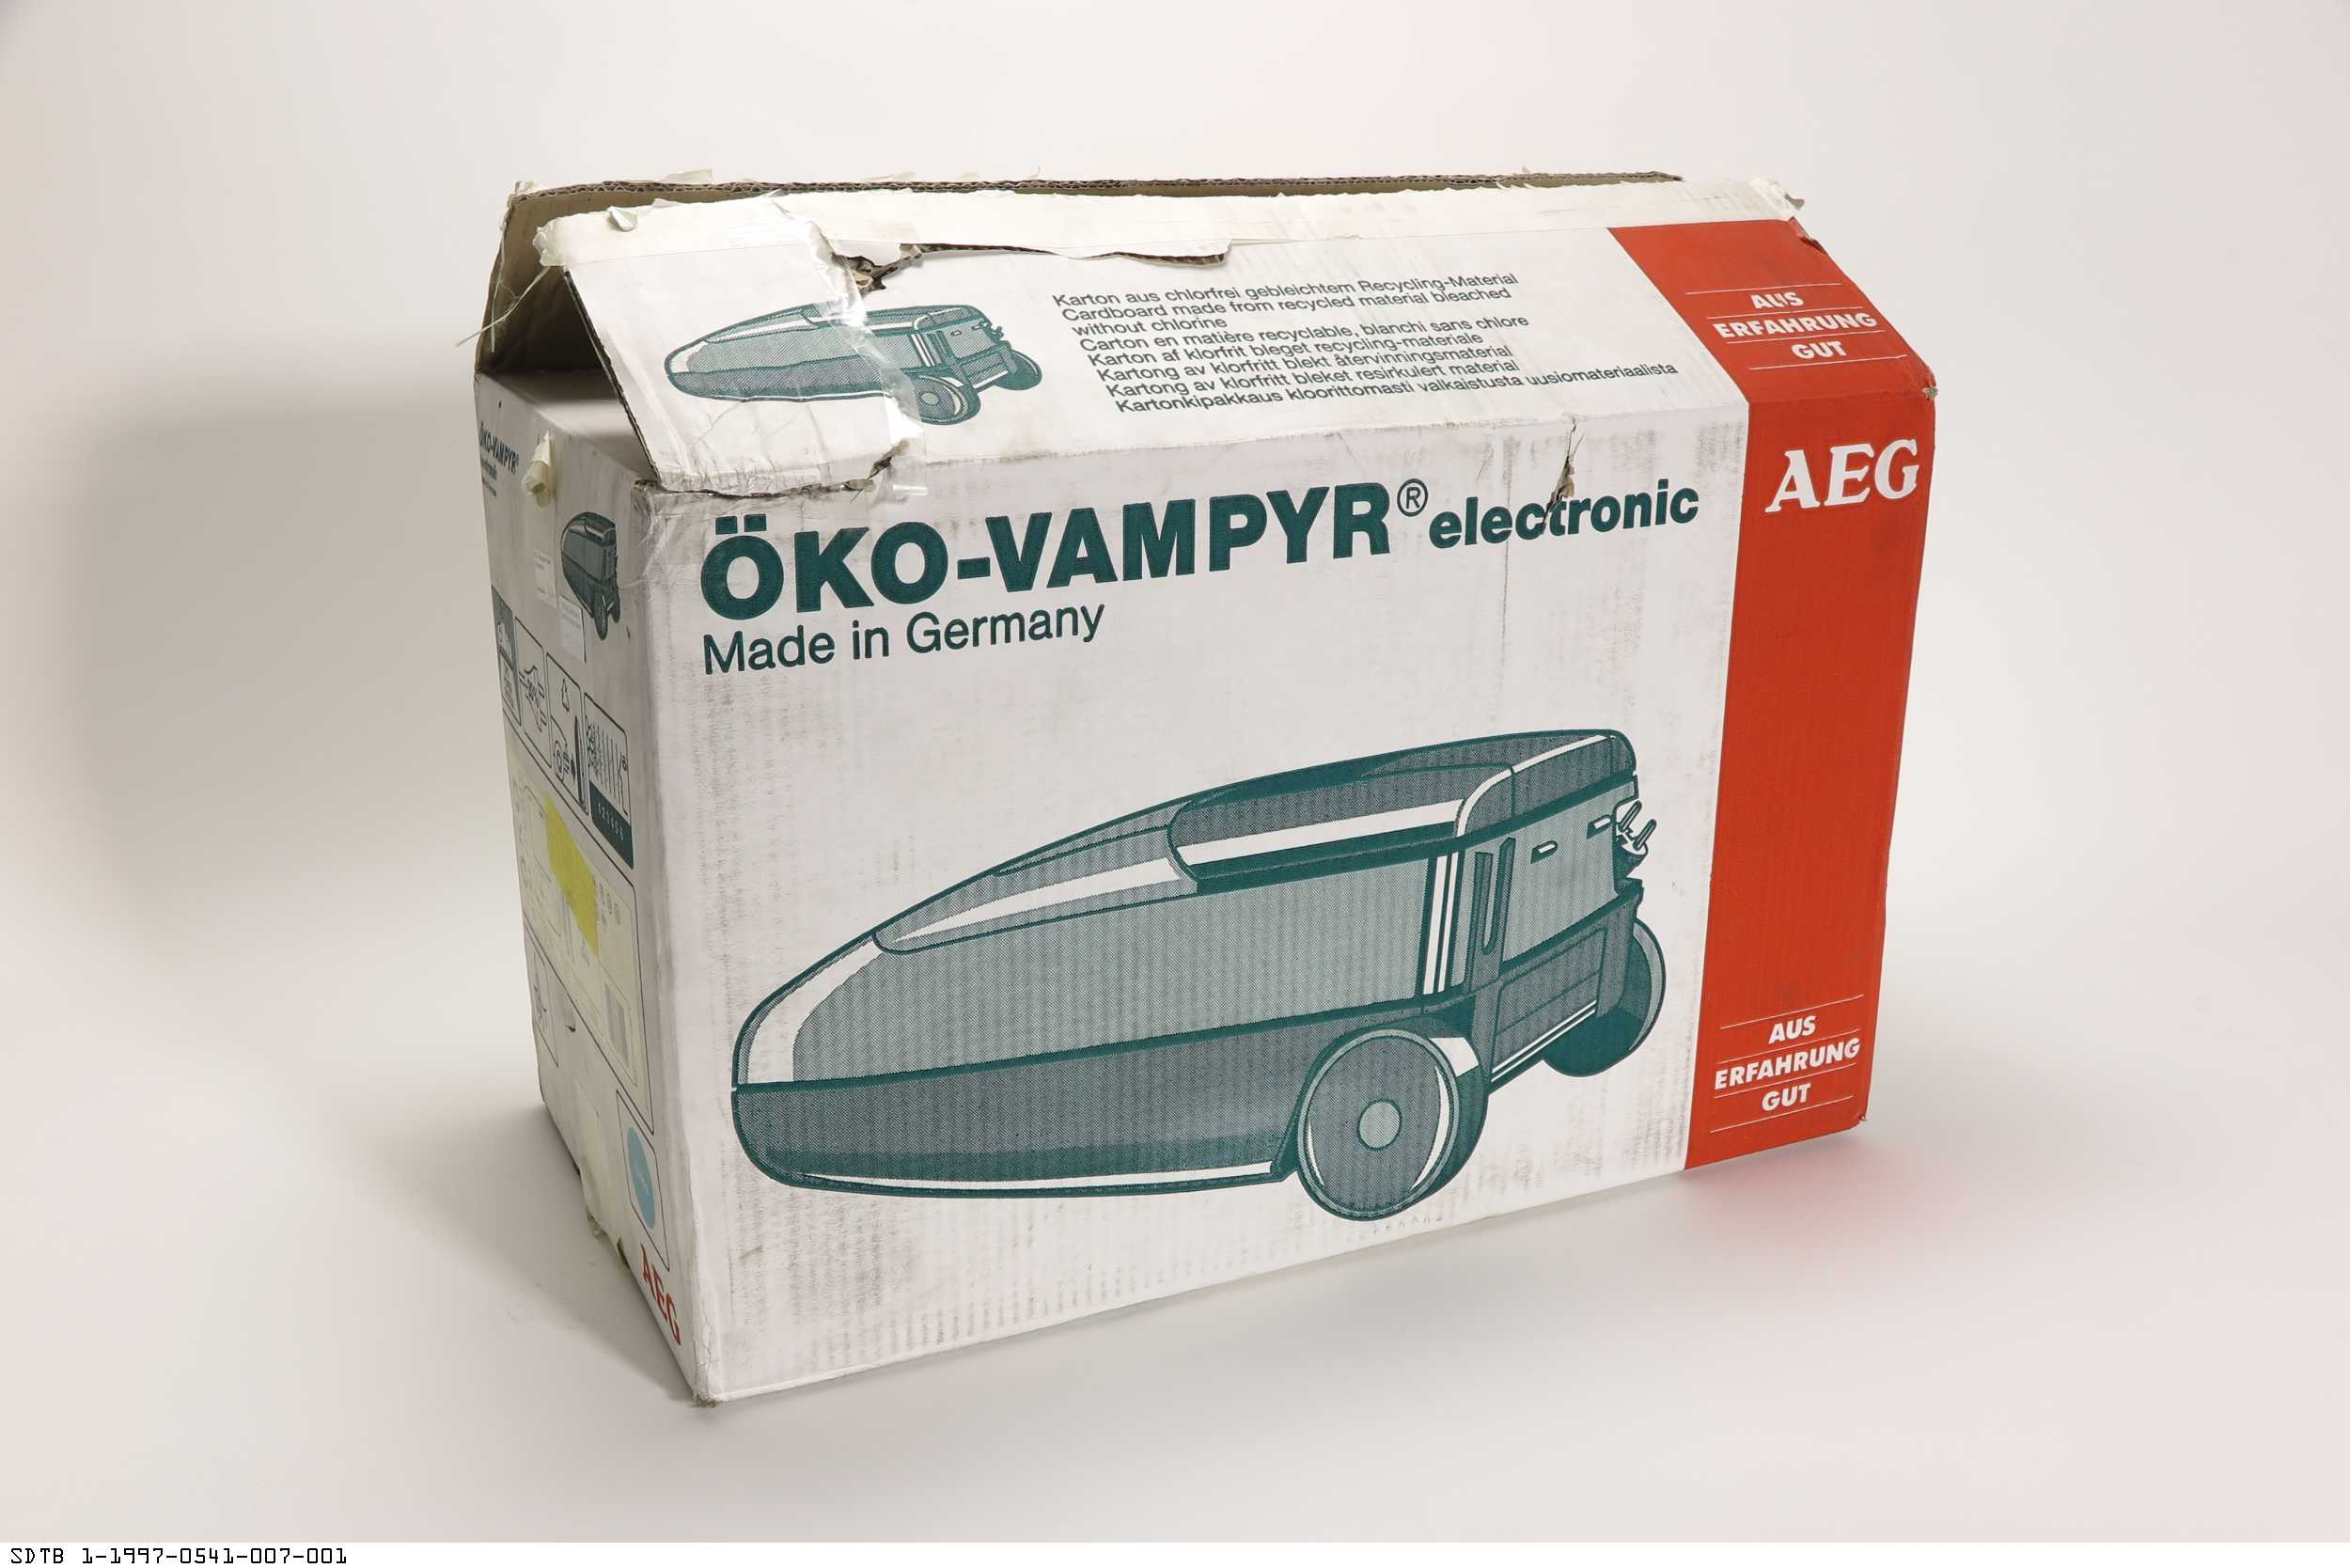 Karton aus chlorfrei gebleichtem Recycling-Material
Cardboard made from recycled material bleached
without chlorine
Carton en matière recyclable, blanchi sans chlore
Karton af klorfrit bleget recycling-materiale
Kartong av klorfritt blekt återvinningsmaterial
Kartong av klorfritt bleket resirkulert material
Kartonkipakkaus kloorittomasti valkaistusta uusiomateriaalista
AUS
ERFAHRUNG
GUT
AEG
ÖKO-VAMPYR® electronic
Made in Germany
AUS
ERFAHRUNG
GUT
ÖKO-VAMPYR®
AEG
SDTB 1-1997-0541-007-001